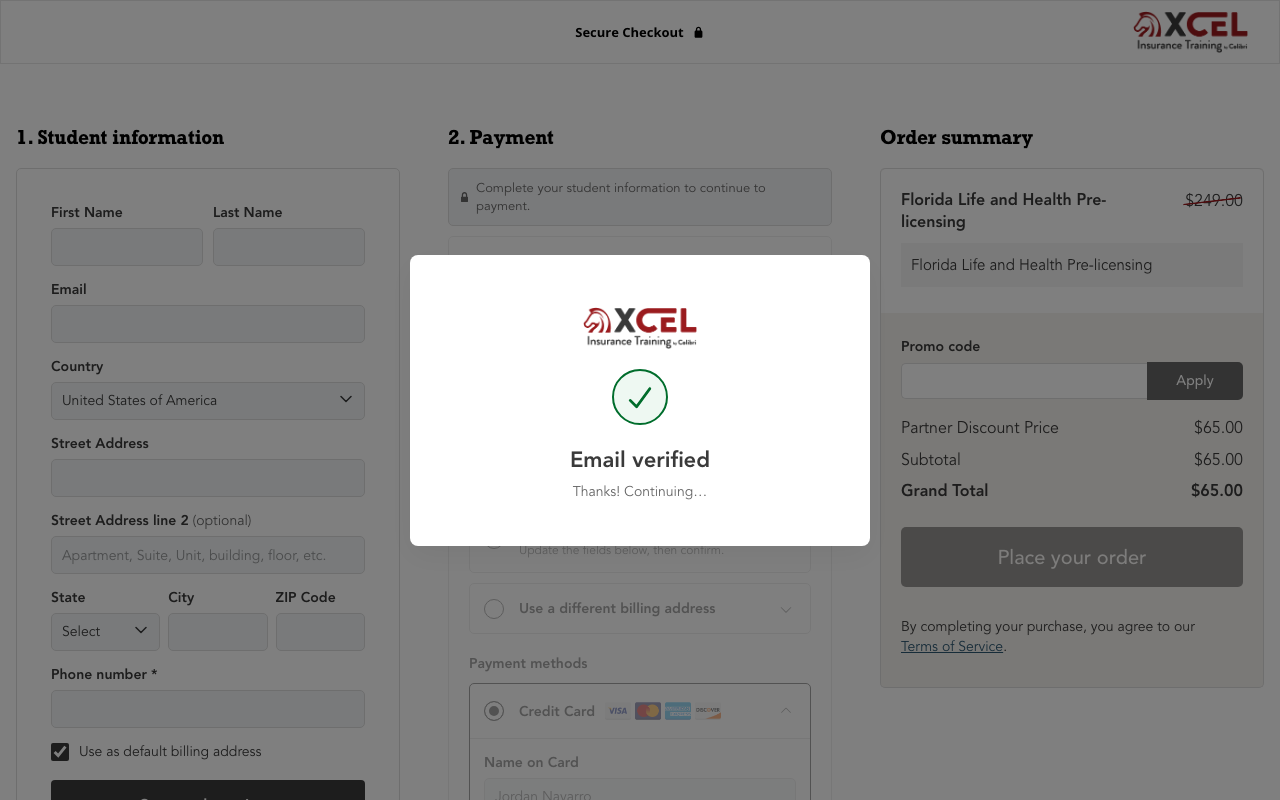 Secure Checkout
XCEL
Insurance Training by Colibri
1. Student information
First Name
Last Name
Email
Country
United States of America
Street Address
Street Address line 2 (optional)
Apartment, Suite, Unit, building, floor, etc.
State
City
ZIP Code
Select
Phone number *
Use as default billing address
2. Payment
Complete your student information to continue to
payment.
XCEL
Insurance Training by Colibri
Email verified
Thanks! Continuing…
Update the fields below, then confirm.
Use a different billing address
Payment methods
Credit Card
VISA
DISCOVER
Name on Card
Jordan Navarro
Order summary
Florida Life and Health Pre-
licensing
$249.00
Florida Life and Health Pre-licensing
Promo code
Apply
Partner Discount Price
$65.00
Subtotal
$65.00
Grand Total
$65.00
Place your order
By completing your purchase, you agree to our
Terms of Service.